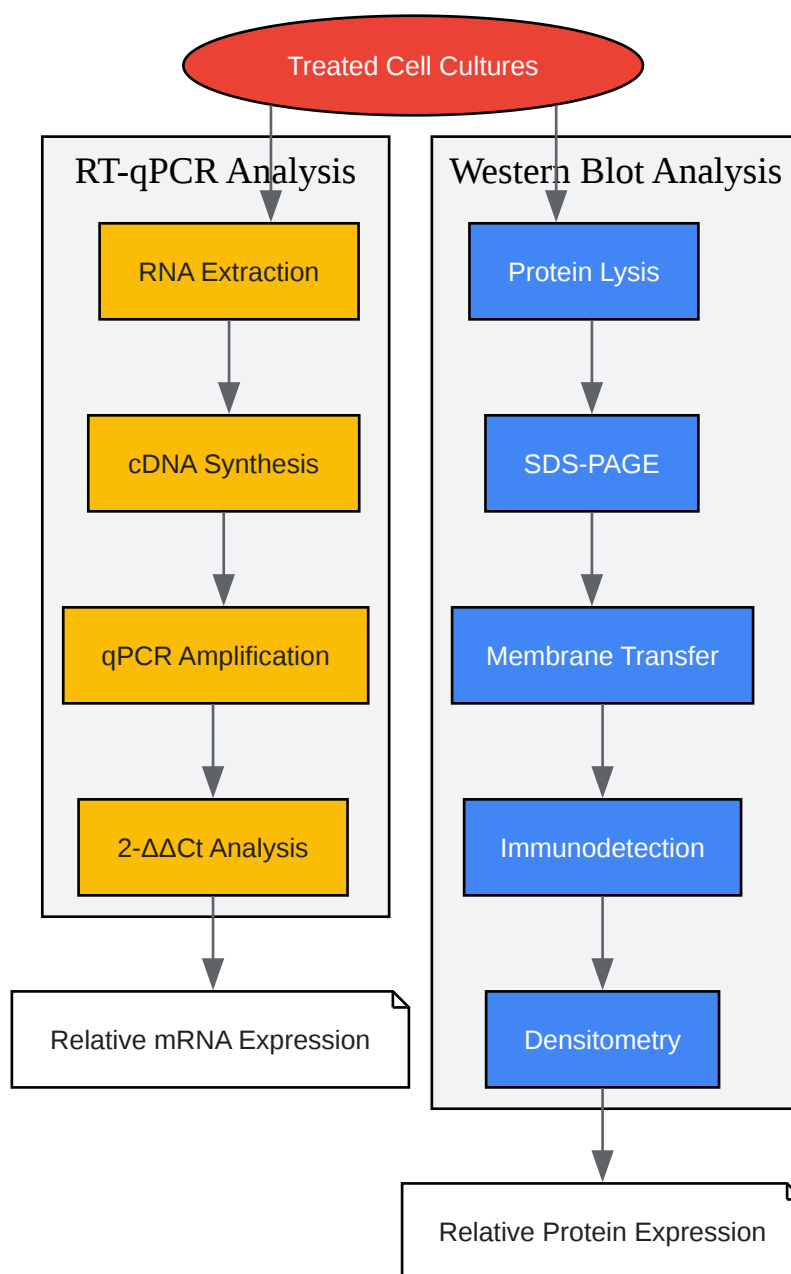 Treated Cell Cultures
RT-qPCR Analysis
RNA Extraction
cDNA Synthesis
qPCR Amplification
2-ΔΔCt Analysis
Relative mRNA Expression
Western Blot Analysis
Protein Lysis
SDS-PAGE
Membrane Transfer
Immunodetection
Densitometry
Relative Protein Expression